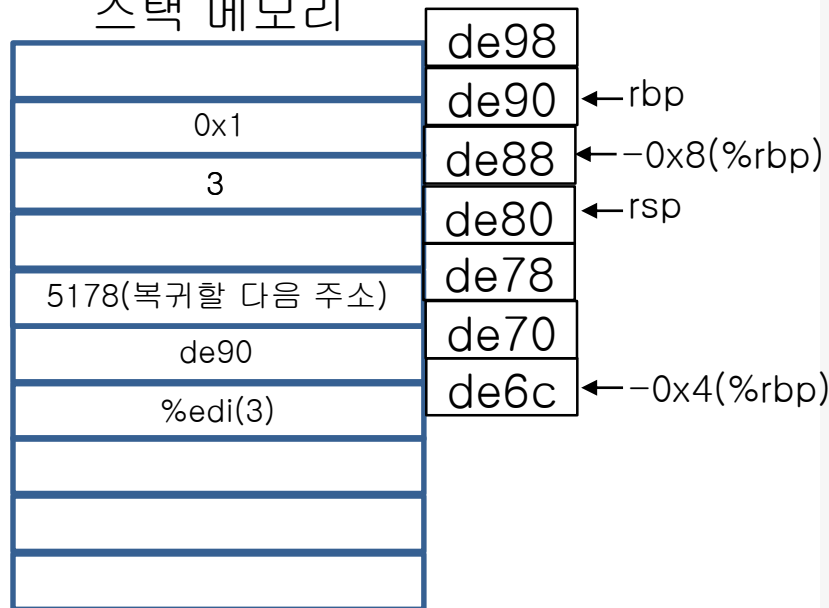 스택 메모리
de98
de90 rbp
0x1
de88 -0x8(%rbp)
3
de80 rsp
de78
5178(복귀할 다음 주소)
de70
de90
de6c -0x4(%rbp)
%edi(3)